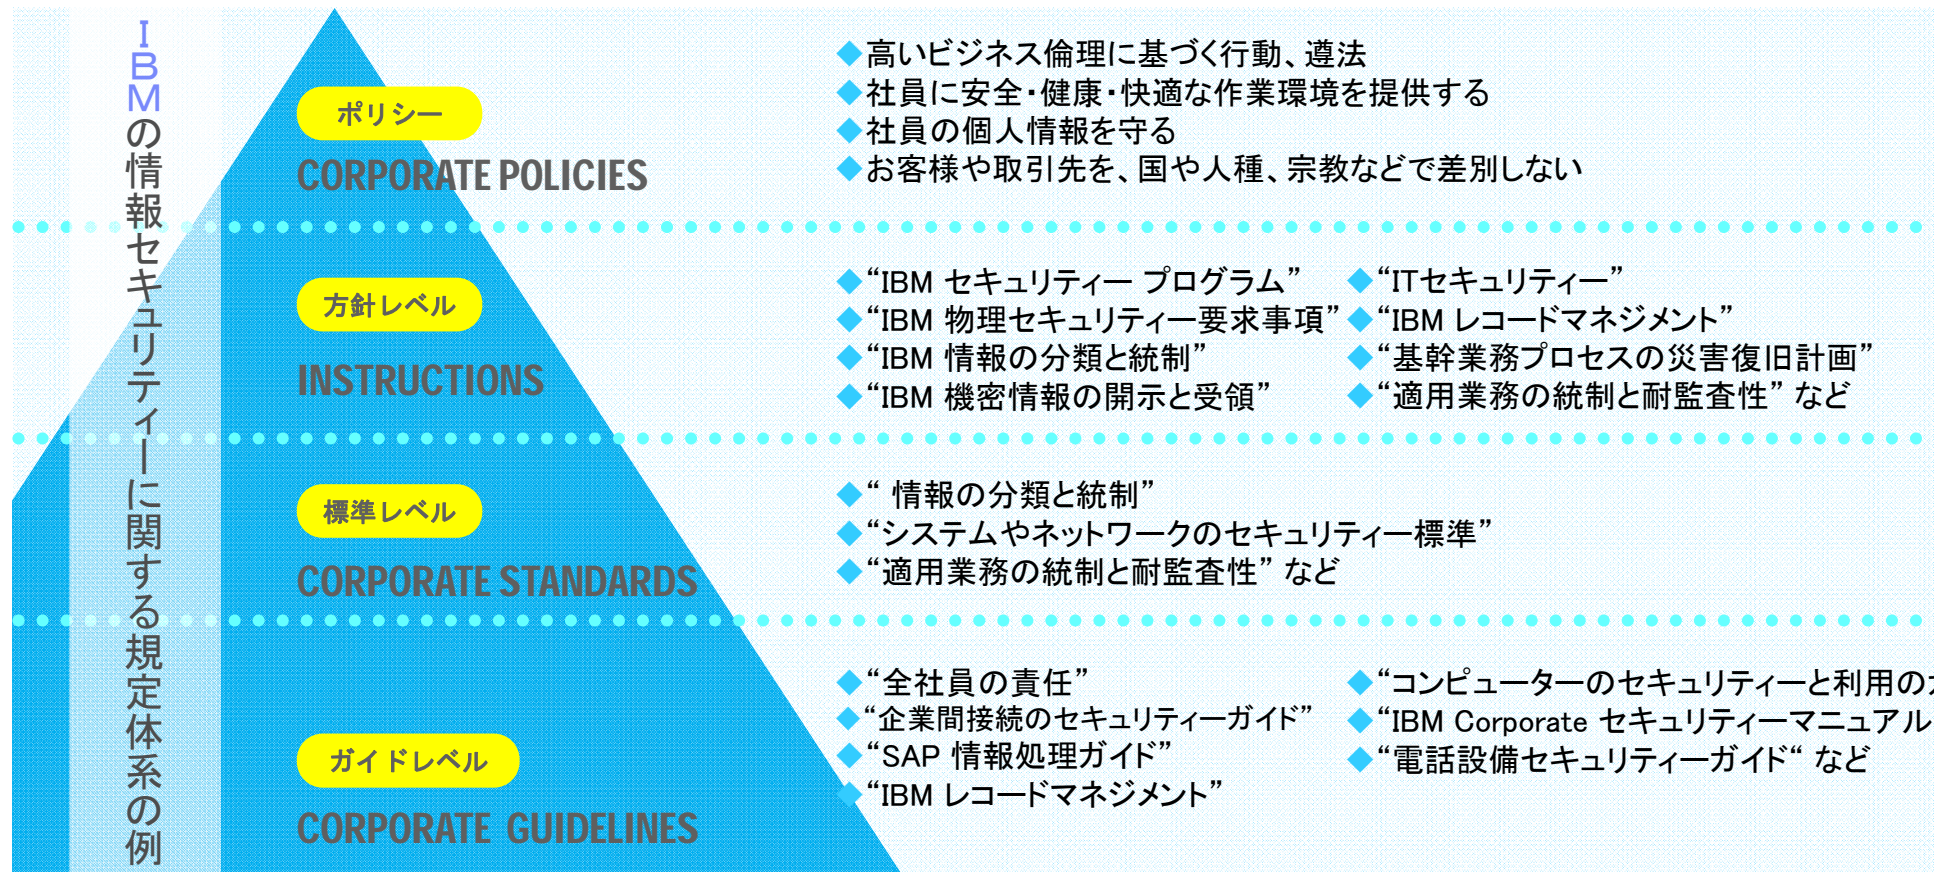 IBMの情報セキュリティーに関する規定体系の例
ポリシー
CORPORATE POLICIES
◆高いビジネス倫理に基づく行動、遵法
◆社員に安全・健康・快適な作業環境を提供する
◆社員の個人情報を守る
◆お客様や取引先を、国や人種、宗教などで差別しない
方針レベル
INSTRUCTIONS
◆“IBM セキュリティー プログラム”
◆“IBM 物理セキュリティー要求事項”
◆“IBM 情報の分類と統制”
◆“IBM 機密情報の開示と受領”
◆“ITセキュリティー”
◆“IBM レコードマネジメント”
◆“基幹業務プロセスの災害復旧計画”
◆“適用業務の統制と耐監査性” など
標準レベル
CORPORATE STANDARDS
◆“ 情報の分類と統制”
◆“システムやネットワークのセキュリティー標準”
◆“適用業務の統制と耐監査性” など
ガイドレベル
CORPORATE GUIDELINES
◆“全社員の責任”
◆“企業間接続のセキュリティーガイド”
◆“SAP 情報処理ガイド”
◆“IBM レコードマネジメント”
◆“コンピューターのセキュリティーと利用の
◆“IBM Corporate セキュリティーマニュアル
◆“電話設備セキュリティーガイド“ など